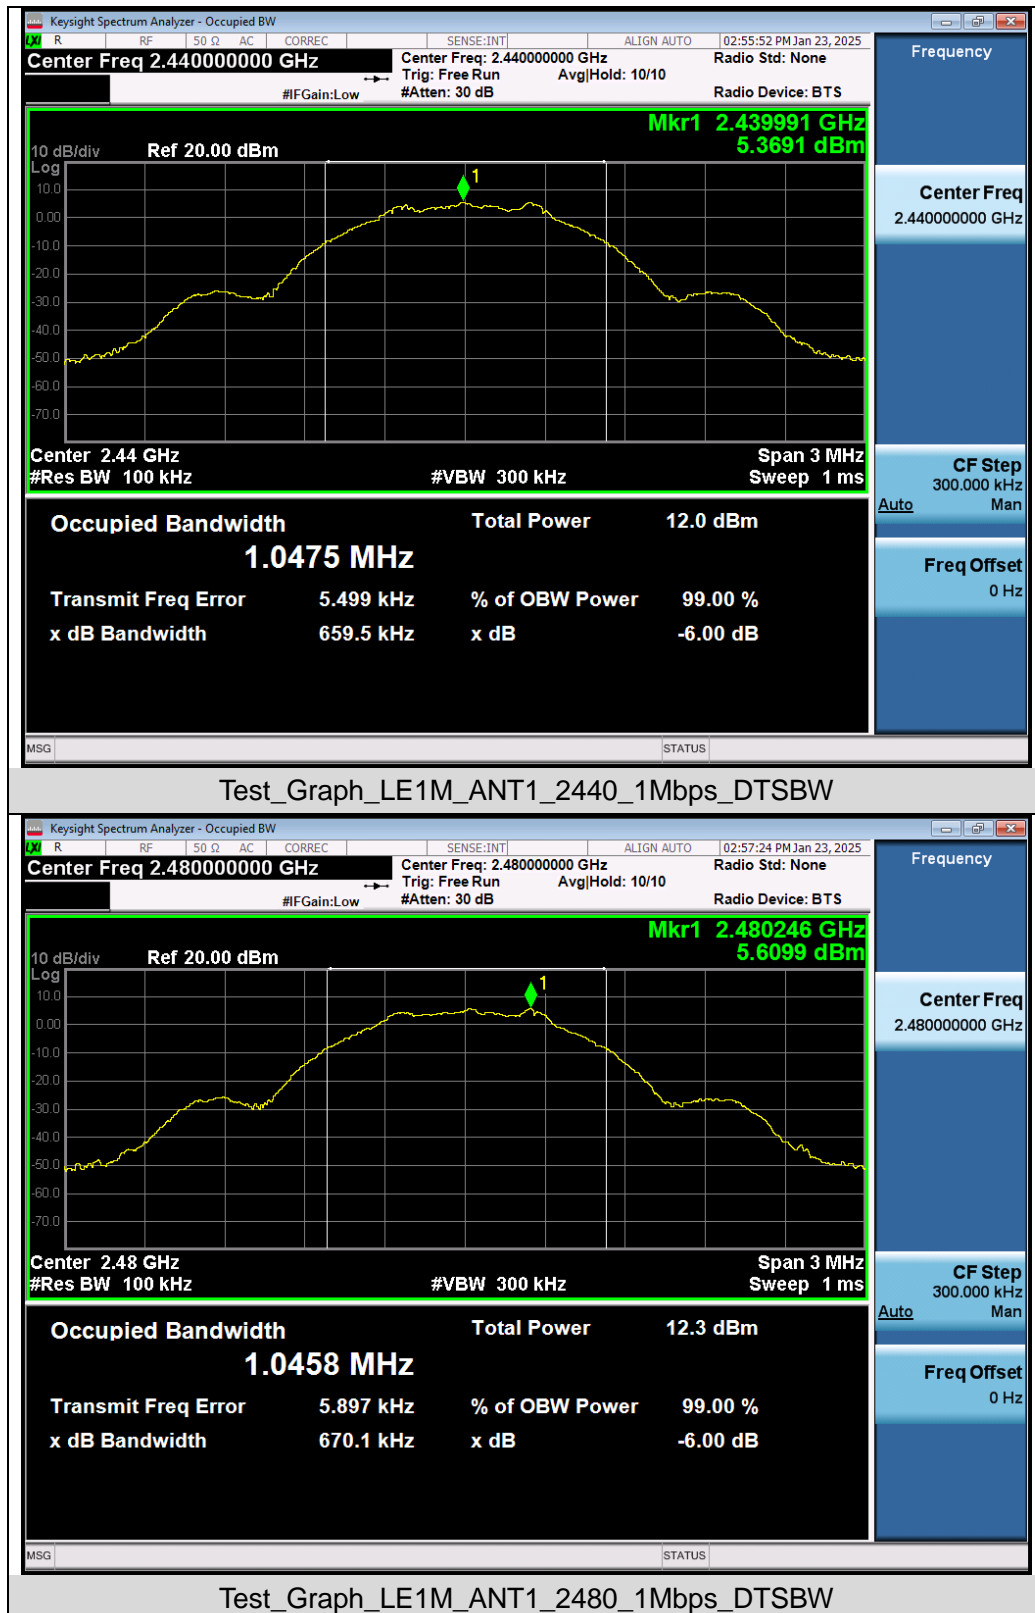 Keysight Spectrum Analyzer - Occupied BW
LXI R RF 50 Ω AC CORREC SENSE:INT ALIGN AUTO 02:55:52 PM Jan 23, 2025
Center Freq 2.440000000 GHz
Center Freq: 2.440000000 GHz
Radio Std: None
Trig: Free Run Avg|Hold: 10/10
#IFGain:Low
#Atten: 30 dB
Radio Device: BTS
Frequency
Mkr1 2.439991 GHz
5.3691 dBm
10 dB/div Ref 20.00 dBm
Log
1
10.0
0.00
-10.0
-20.0
-30.0
-40.0
-50.0
-60.0
-70.0
Center 2.44 GHz Span 3 MHz
#Res BW 100 kHz #VBW 300 kHz Sweep 1 ms
Center Freq
2.440000000 GHz
CF Step
300.000 kHz
Auto Man
Freq Offset
0 Hz
Occupied Bandwidth Total Power 12.0 dBm
1.0475 MHz
Transmit Freq Error 5.499 kHz % of OBW Power 99.00 %
x dB Bandwidth 659.5 kHz x dB -6.00 dB
MSG STATUS
Test_Graph_LE1M_ANT1_2440_1Mbps_DTSBW
Keysight Spectrum Analyzer - Occupied BW
LXI R RF 50 Ω AC CORREC SENSE:INT ALIGN AUTO 02:57:24 PM Jan 23, 2025
Center Freq 2.480000000 GHz
Center Freq: 2.480000000 GHz
Radio Std: None
Trig: Free Run Avg|Hold: 10/10
#IFGain:Low
#Atten: 30 dB
Radio Device: BTS
Frequency
Mkr1 2.480246 GHz
5.6099 dBm
10 dB/div Ref 20.00 dBm
Log
1
10.0
0.00
-10.0
-20.0
-30.0
-40.0
-50.0
-60.0
-70.0
Center 2.48 GHz Span 3 MHz
#Res BW 100 kHz #VBW 300 kHz Sweep 1 ms
Center Freq
2.480000000 GHz
CF Step
300.000 kHz
Auto Man
Freq Offset
0 Hz
Occupied Bandwidth Total Power 12.3 dBm
1.0458 MHz
Transmit Freq Error 5.897 kHz % of OBW Power 99.00 %
x dB Bandwidth 670.1 kHz x dB -6.00 dB
MSG STATUS
Test_Graph_LE1M_ANT1_2480_1Mbps_DTSBW